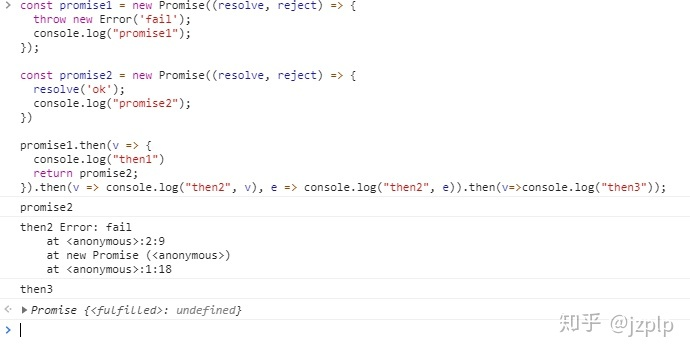 const promise1 = new Promise((resolve, reject) => {
  throw new Error('fail');
  console.log("promise1");
});

const promise2 = new Promise((resolve, reject) => {
  resolve('ok');
  console.log("promise2");
})

promise1.then(v => {
  console.log("then1")
  return promise2;
}).then(v => console.log("then2", v), e => console.log("then2", e)).then(v=>console.log("then3"));
promise2
then2 Error: fail
    at <anonymous>:2:9
    at new Promise (<anonymous>)
    at <anonymous>:1:18
then3
Promise {<fulfilled>: undefined}
知乎 @jzplp